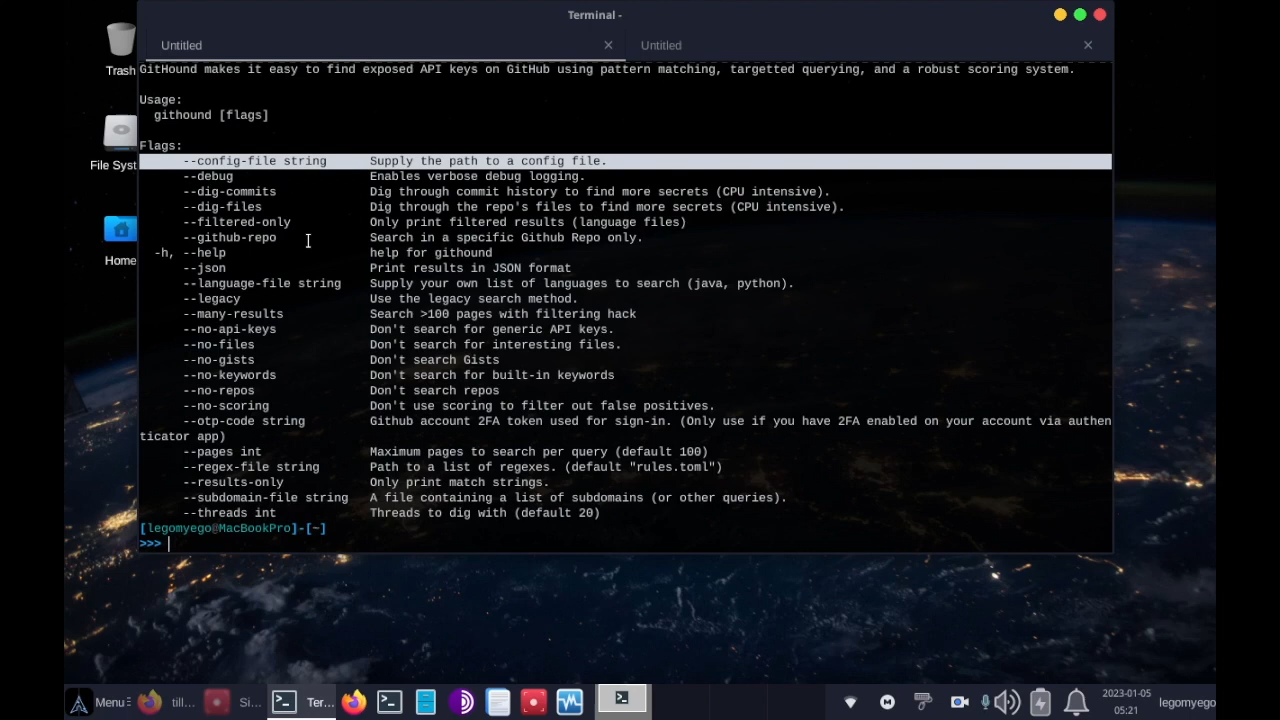 Terminal -
Untitled
Untitled
GitHound makes it easy to find exposed API keys on GitHub using pattern matching, targetted querying, and a robust scoring system.
Usage:
githound [flags]
Flags:
--config-file string Supply the path to a config file.
--debug Enables verbose debug logging.
--dig-commits Dig through commit history to find more secrets (CPU intensive).
--dig-files Dig through the repo's files to find more secrets (CPU intensive).
--filtered-only Only print filtered results (language files)
--github-repo Search in a specific Github Repo only.
-h, --help help for githound
--json Print results in JSON format
--language-file string Supply your own list of languages to search (java, python).
--legacy Use the legacy search method.
--many-results Search >100 pages with filtering hack
--no-api-keys Don't search for generic API keys.
--no-files Don't search for interesting files.
--no-gists Don't search Gists
--no-keywords Don't search for built-in keywords
--no-repos Don't search repos
--no-scoring Don't use scoring to filter out false positives.
--otp-code string Github account 2FA token used for sign-in. (Only use if you have 2FA enabled on your account via authen
ticator app)
--pages int Maximum pages to search per query (default 100)
--regex-file string Path to a list of regexes. (default "rules.toml")
--results-only Only print match strings.
--subdomain-file string A file containing a list of subdomains (or other queries).
--threads int Threads to dig with (default 20)
[legomyego@MacBookPro]-[~]
>>>
Trash
File Syst
Home
Menu
till...
Si...
Ter...
2023-01-05
05:21
legomyego